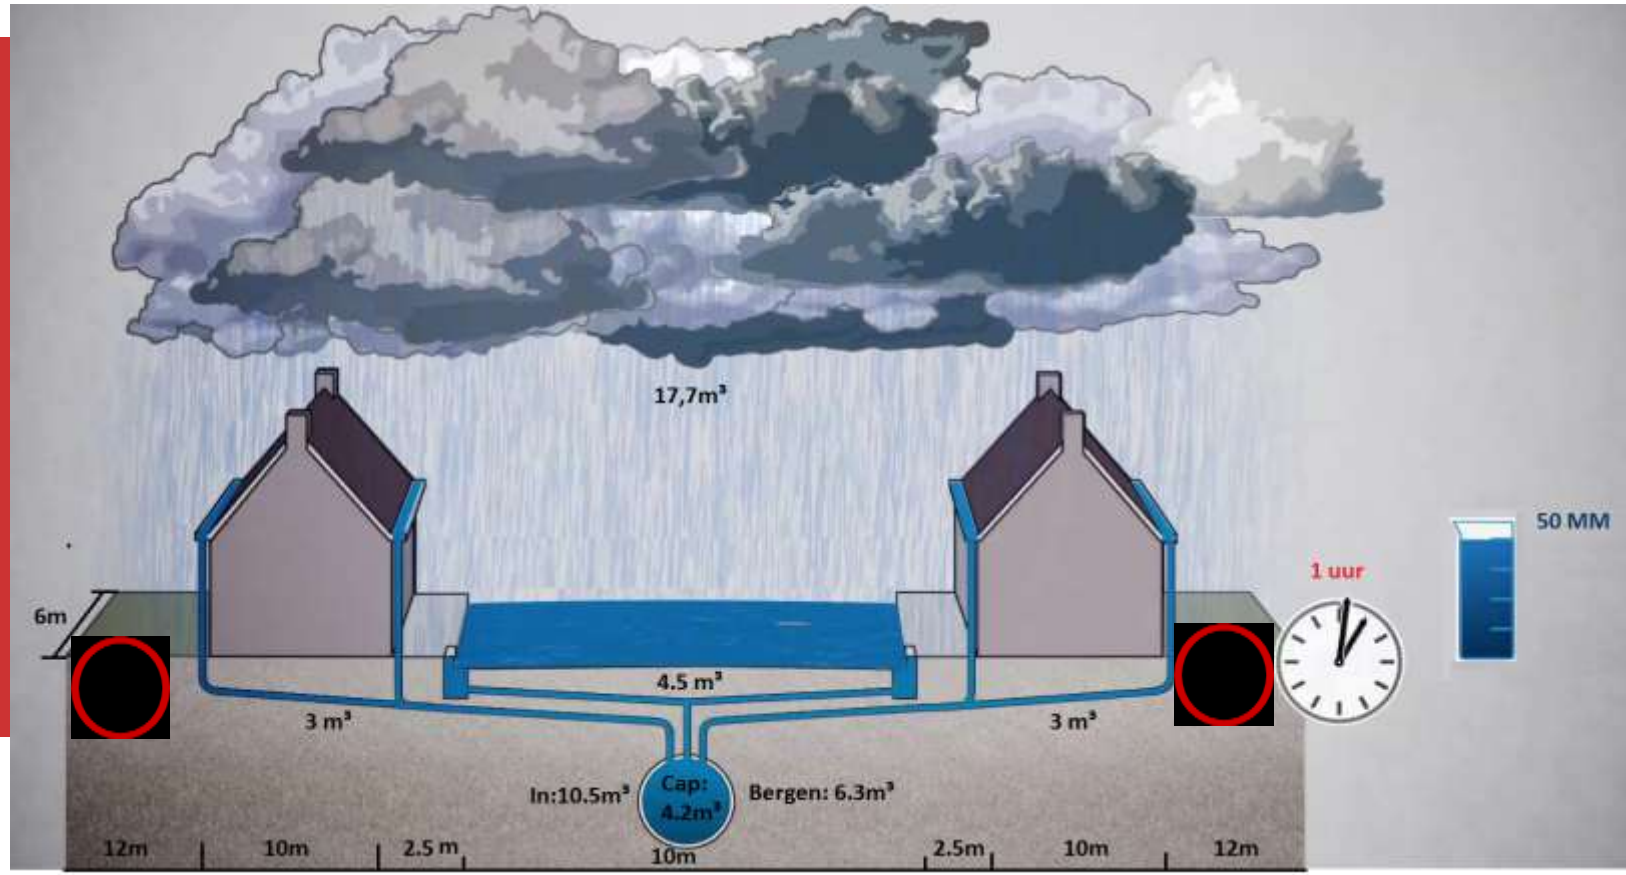 17,7m³
50 MM
1 uur
6m
4.5 m³
3 m³
3 m³
In:10.5m³
Cap:
4.2m³
Bergen: 6.3m³
12m
10m
2.5 m
10m
2.5m
10m
12m